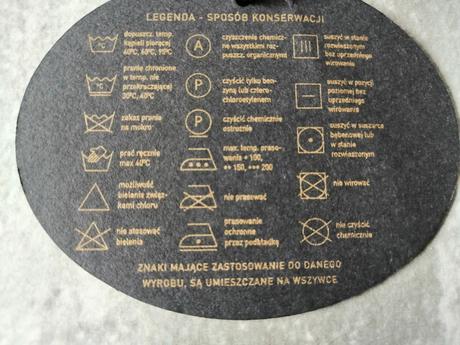 LEGENDA - SPOSÓB KONSERWACJI
dopuszcz. temp.
kąpieli piorącej
40°C, 60°C, 90°C
pranie chronione
w temp. nie
przekraczającej
30°C, 40°C
zakaz prania
na mokro
prać ręcznie
max 40°C
możliwość
bielenia związ-
kami chloru
nie stosować
bielenia
A
czyszczenie chemicz-
ne wszystkimi roz-
puszcz. organicznymi
P
czyścić tylko ben-
zyną lub cztero-
chloroetylenem
P
czyścić chemicznie
ostrożnie
max. temp. praso-
wania • 100,
•• 150, ••• 200
nie prasować
prasowanie
ochronne
przez podkładkę
suszyć w stanie
rozwieszonym
bez uprzedniego
wirowania
suszyć w pozycji
poziomej bez
uprzedniego
wirowania
suszyć w suszarce
bębnowej lub
w stanie
rozwieszonym
nie wirować
nie czyścić
chemicznie
ZNAKI MAJĄCE ZASTOSOWANIE DO DANEGO
WYROBU, SĄ UMIESZCZANE NA WSZYWCE